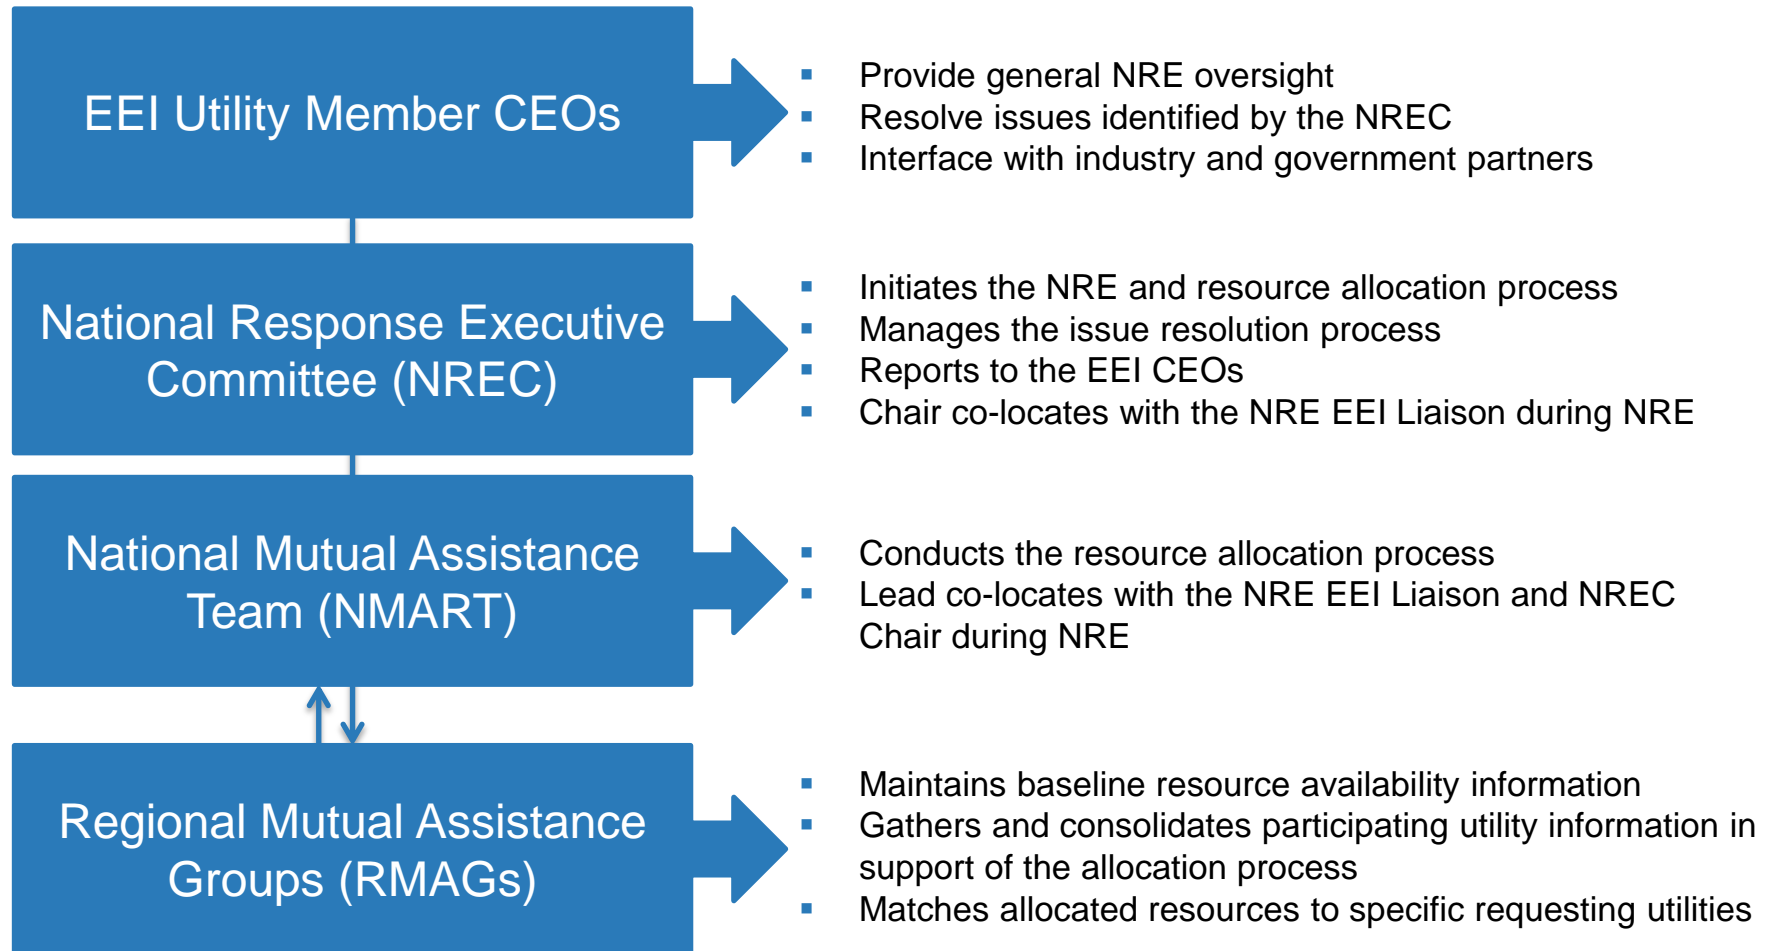 EEI Utility Member CEOs
▪ Provide general NRE oversight
▪ Resolve issues identified by the NREC
▪ Interface with industry and government partners
National Response Executive
Committee (NREC)
▪ Initiates the NRE and resource allocation process
▪ Manages the issue resolution process
▪ Reports to the EEI CEOs
▪ Chair co-locates with the NRE EEI Liaison during NRE
National Mutual Assistance
Team (NMART)
▪ Conducts the resource allocation process
▪ Lead co-locates with the NRE EEI Liaison and NREC
Chair during NRE
Regional Mutual Assistance
Groups (RMAGs)
▪ Maintains baseline resource availability information
▪ Gathers and consolidates participating utility information in
support of the allocation process
▪ Matches allocated resources to specific requesting utilities